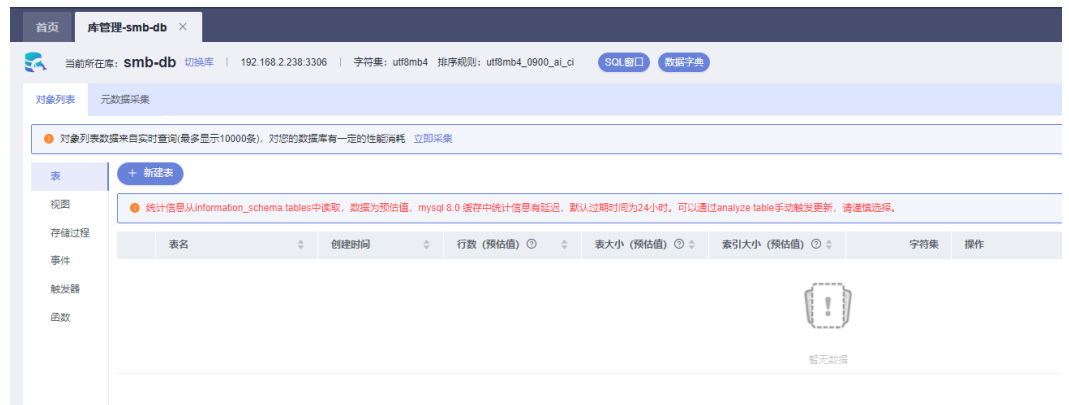 首页 库管理-smb-db ×
当前所在库: smb-db 切换库 | 192.168.2.238:3306 | 字符集: utf8mb4 排序规则: utf8mb4_0900_ai_ci SQL窗口 数据字典
对象列表 元数据采集
对象列表数据来自实时查询(最多显示10000条), 对您的数据库有一定的性能消耗 立即采集
表
视图
存储过程
事件
触发器
函数
+ 新建表
统计信息从information_schema.tables中读取, 数据为预估值, mysql 8.0 缓存中统计信息有延迟, 默认过期时间为24小时。可以通过analyze table手动触发更新, 请谨慎选择。
表名 创建时间 行数 (预估值) 表大小 (预估值) 索引大小 (预估值) 字符集 操作
暂无数据